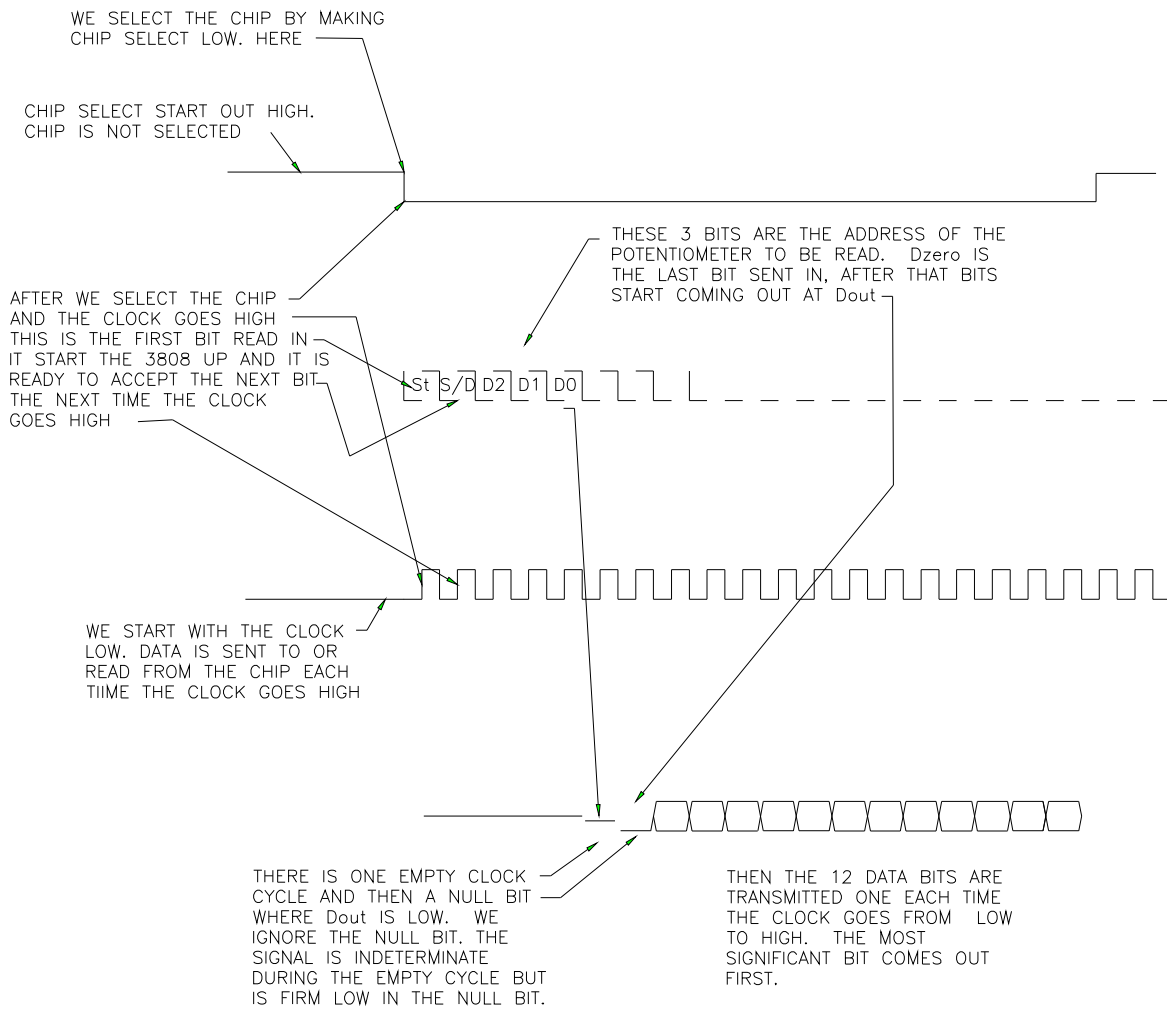 WE SELECT THE CHIP BY MAKING
CHIP SELECT LOW. HERE
CHIP SELECT START OUT HIGH.
CHIP IS NOT SELECTED
THESE 3 BITS ARE THE ADDRESS OF THE
POTENTIOMETER TO BE READ. Dzero IS
THE LAST BIT SENT IN, AFTER THAT BITS
START COMING OUT AT Dout
AFTER WE SELECT THE CHIP
AND THE CLOCK GOES HIGH
THIS IS THE FIRST BIT READ IN
IT START THE 3808 UP AND IT IS
READY TO ACCEPT THE NEXT BIT
THE NEXT TIME THE CLOCK
GOES HIGH
St S/D D2 D1 D0
WE START WITH THE CLOCK
LOW. DATA IS SENT TO OR
READ FROM THE CHIP EACH
TIIME THE CLOCK GOES HIGH
THERE IS ONE EMPTY CLOCK
CYCLE AND THEN A NULL BIT
WHERE Dout IS LOW. WE
IGNORE THE NULL BIT. THE
SIGNAL IS INDETERMINATE
DURING THE EMPTY CYCLE BUT
IS FIRM LOW IN THE NULL BIT.
THEN THE 12 DATA BITS ARE
TRANSMITTED ONE EACH TIME
THE CLOCK GOES FROM LOW
TO HIGH. THE MOST
SIGNIFICANT BIT COMES OUT
FIRST.